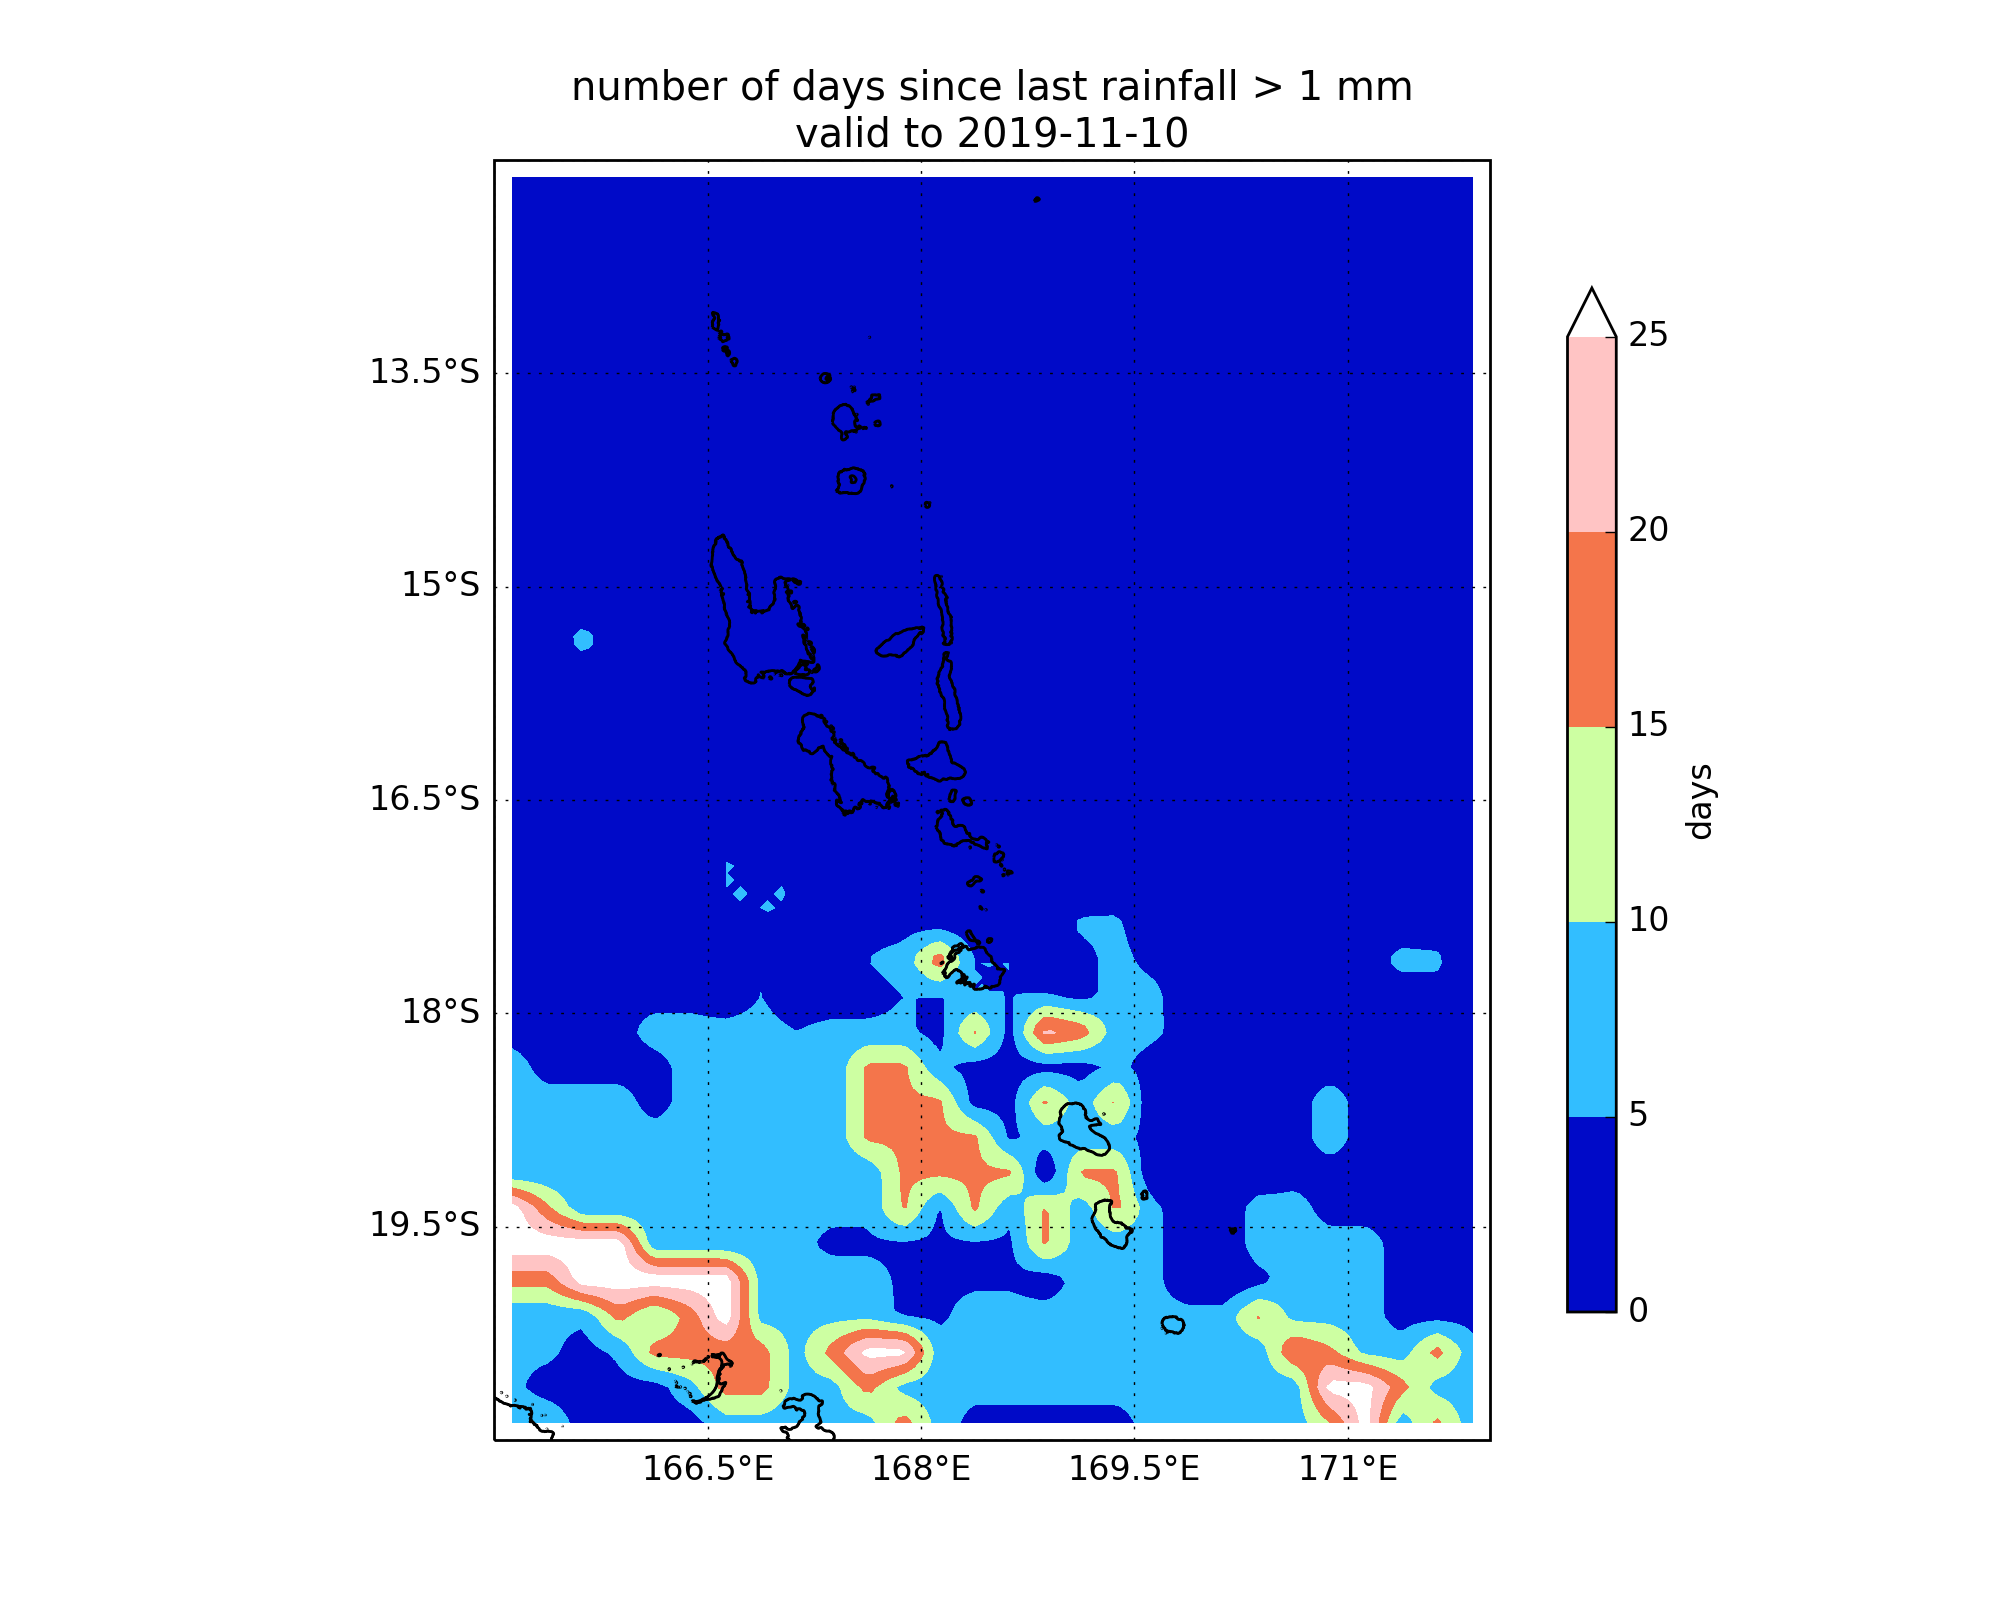 number of days since last rainfall > 1 mm
valid to 2019-11-10
13.5°S
15°S
16.5°S
18°S
19.5°S
166.5°E
168°E
169.5°E
171°E
25
20
15
10
5
0
days